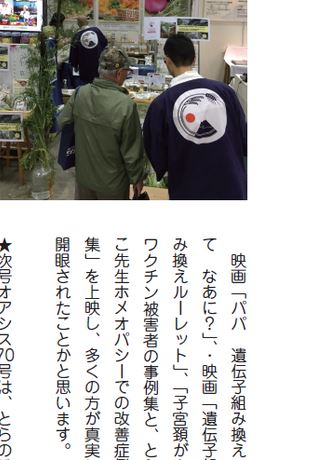 映画「パパ　遺伝子組み換え
て　なあに？」、・映画「遺伝子組
み換えルーレット」、「子宮頚が
ワクチン被害者の事例集と、と
こ先生ホメオパシーでの改善症
集」を上映し、多くの方が真実
開眼されたことかと思います。
★次号オアシス70号は、とらの